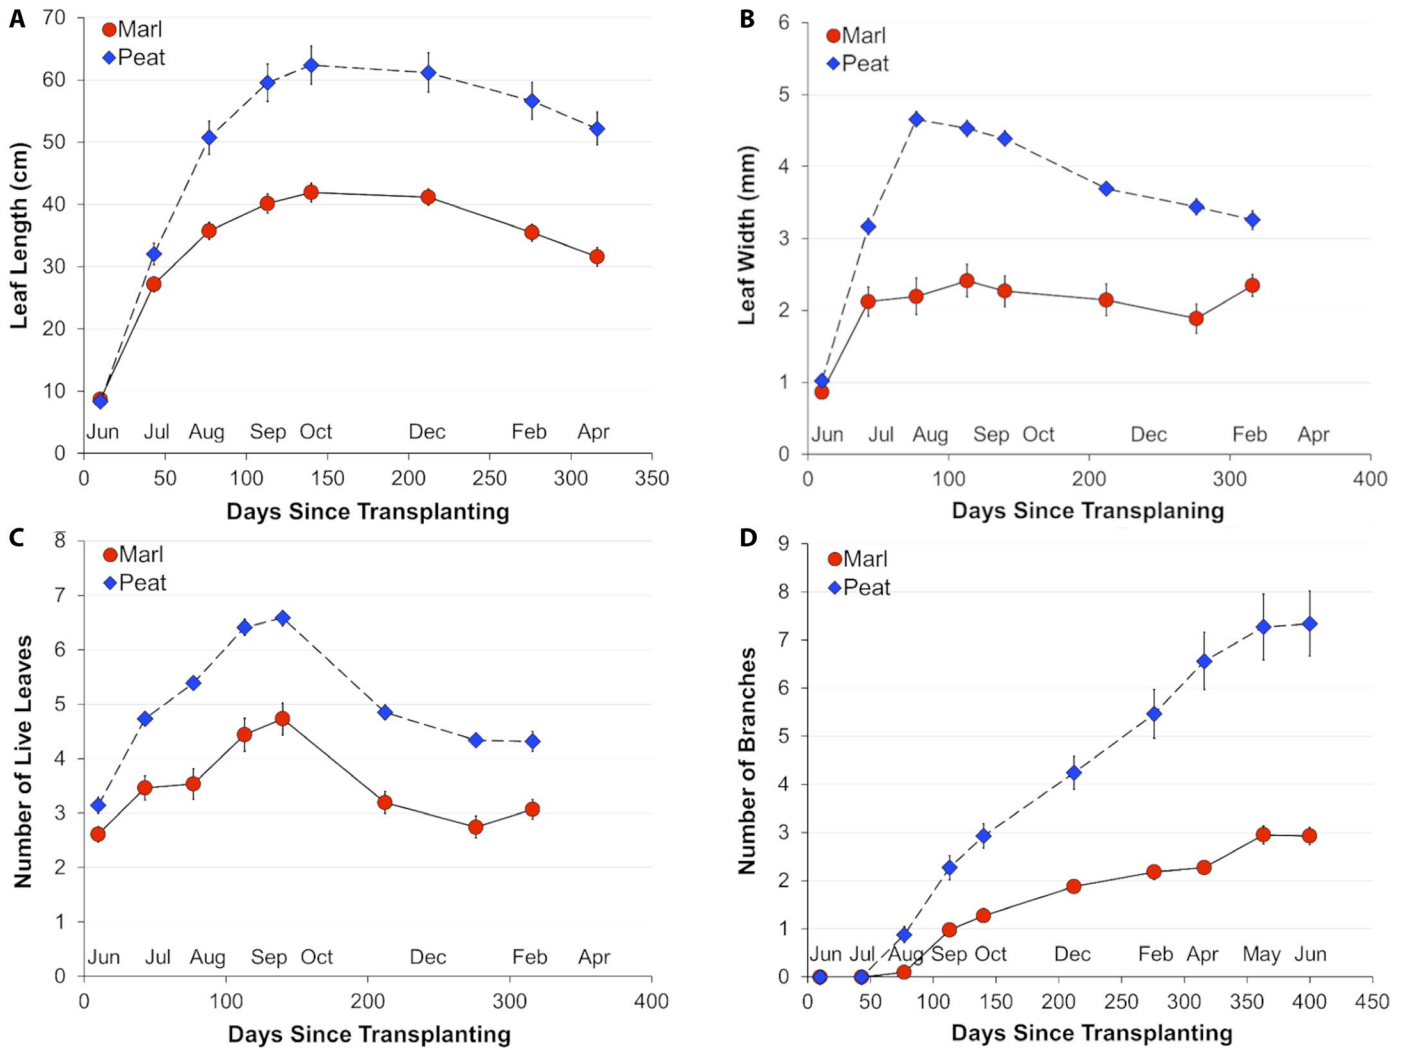 A
Marl
Peat
Leaf Length (cm)
70
60
50
40
30
20
10
0
Jun Jul Aug Sep Oct Dec Feb Apr
0 50 100 150 200 250 300 350
Days Since Transplanting
B
Marl
Peat
Leaf Width (mm)
6
5
4
3
2
1
0
Jun Jul Aug Sep Oct Dec Feb Apr
0 100 200 300 400
Days Since Transplaning
C
Marl
Peat
Number of Live Leaves
8
7
6
5
4
3
2
1
0
Jun Jul Aug Sep Oct Dec Feb Apr
0 100 200 300 400
Days Since Transplanting
D
Marl
Peat
Number of Branches
9
8
7
6
5
4
3
2
1
0
Jun Jul Aug Sep Oct Dec Feb Apr May Jun
0 50 100 150 200 250 300 350 400 450
Days Since Transplanting